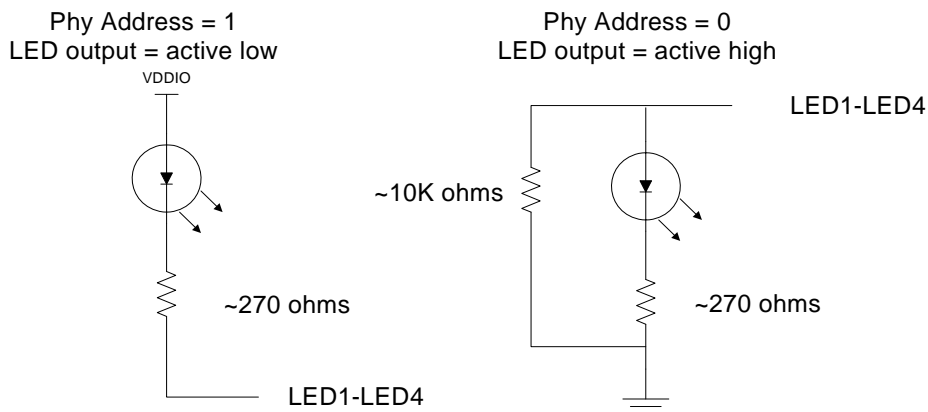 Phy Address = 1
LED output = active low
VDDIO
~270 ohms
LED1-LED4
Phy Address = 0
LED output = active high
LED1-LED4
~10K ohms
~270 ohms